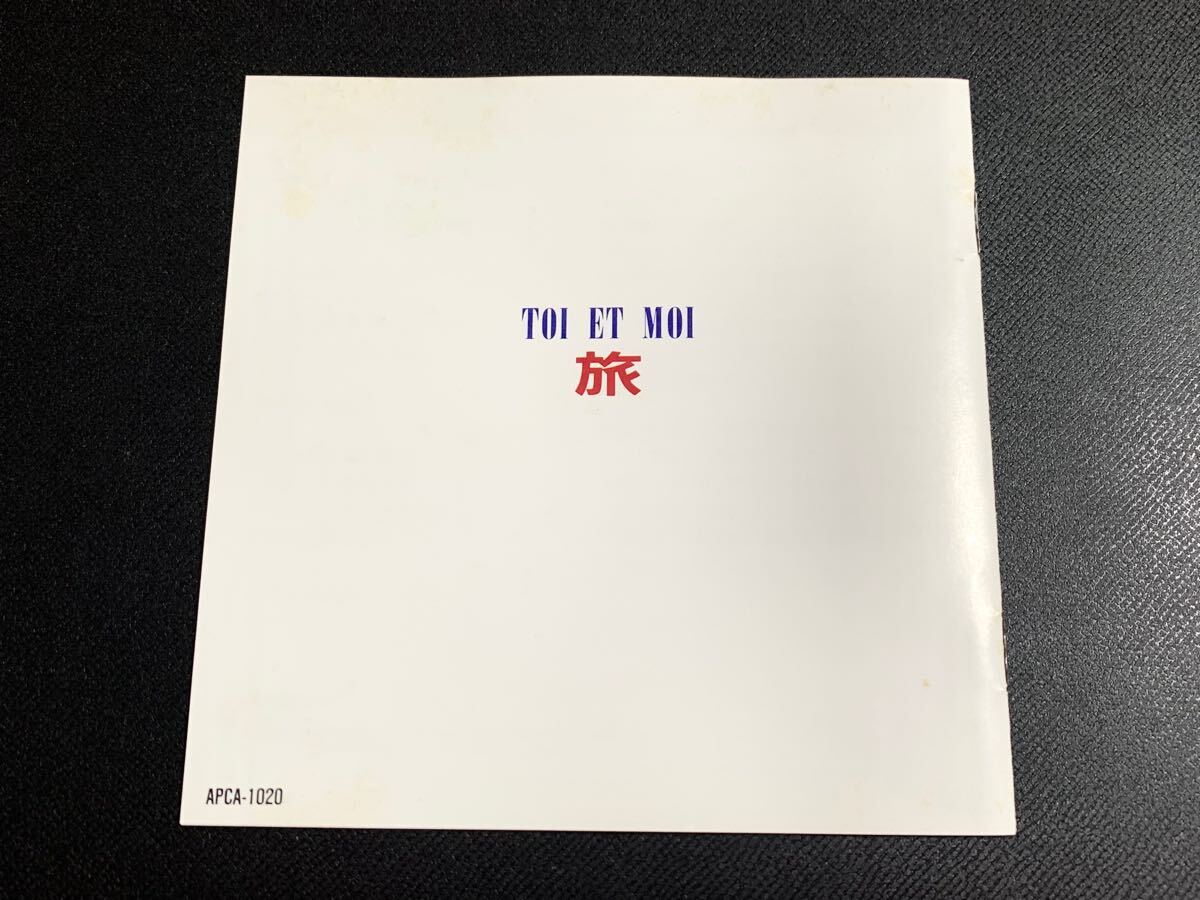 TOI ET MOI
旅
APCA-1020